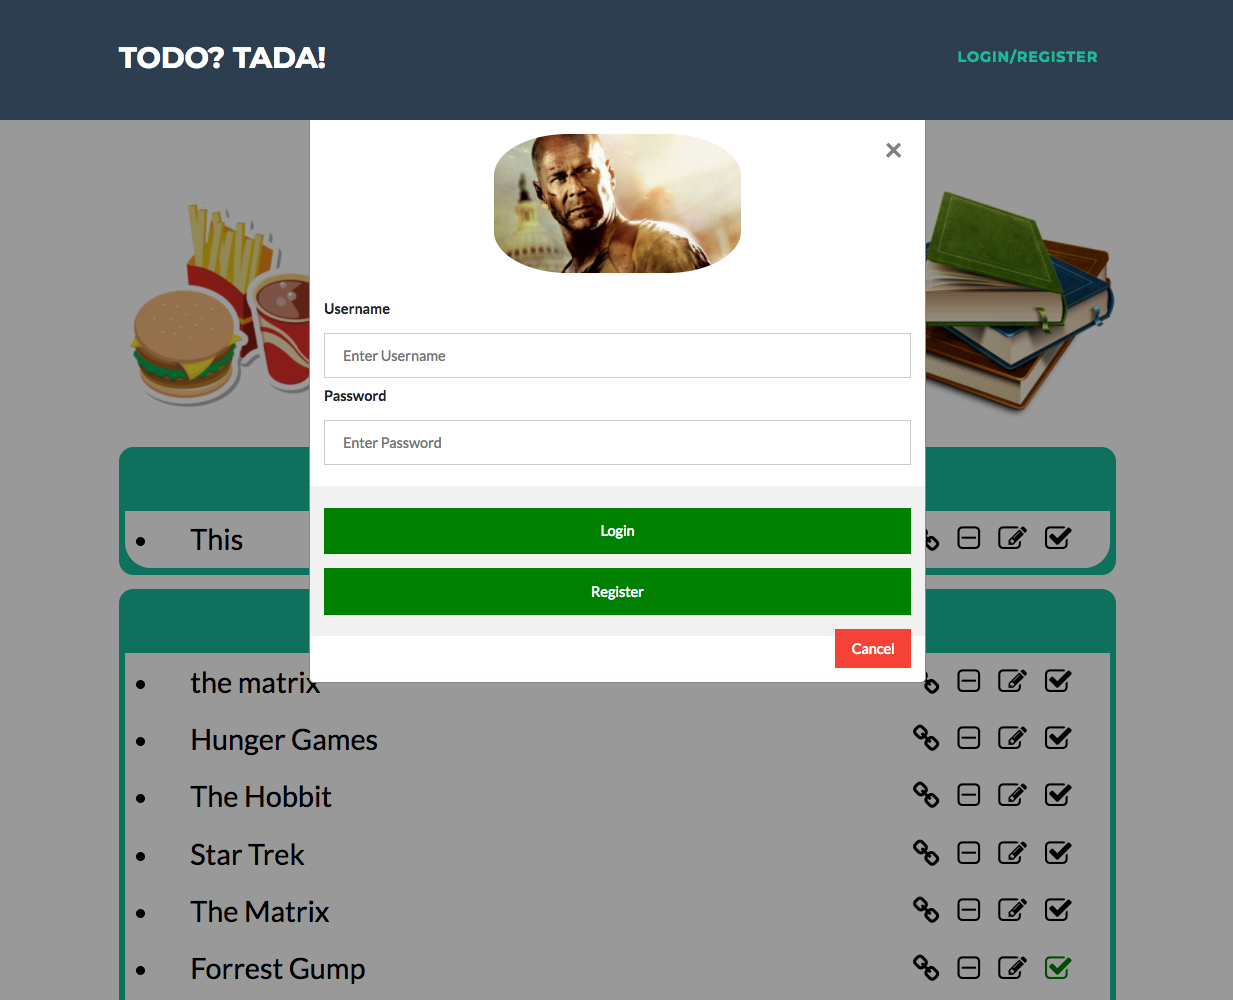 TODO? TADA!
LOGIN/REGISTER
×
Username
Enter Username
Password
Enter Password
Login
Register
Cancel
This
the matrix
Hunger Games
The Hobbit
Star Trek
The Matrix
Forrest Gump